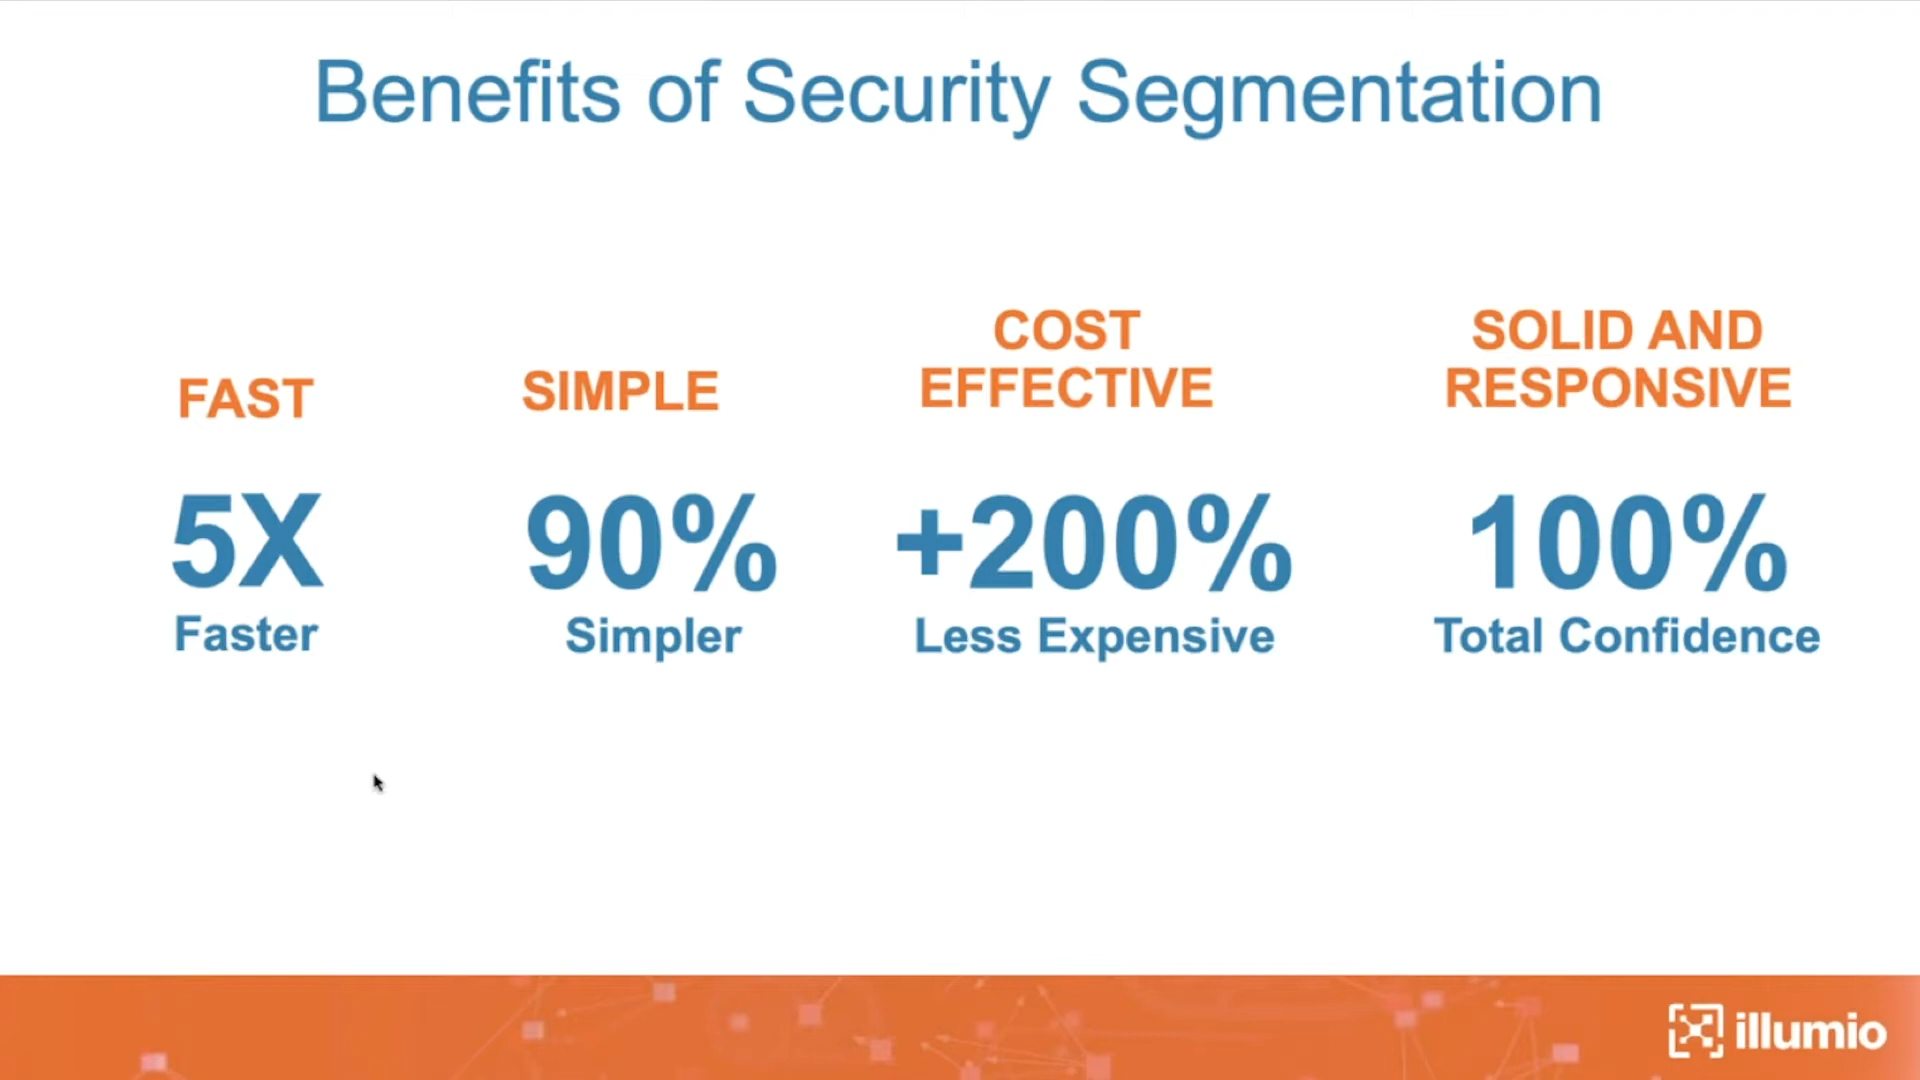 Benefits of Security Segmentation
FAST
5X
Faster
SIMPLE
90%
Simpler
COST
EFFECTIVE
+200%
Less Expensive
SOLID AND
RESPONSIVE
100%
Total Confidence
illumio